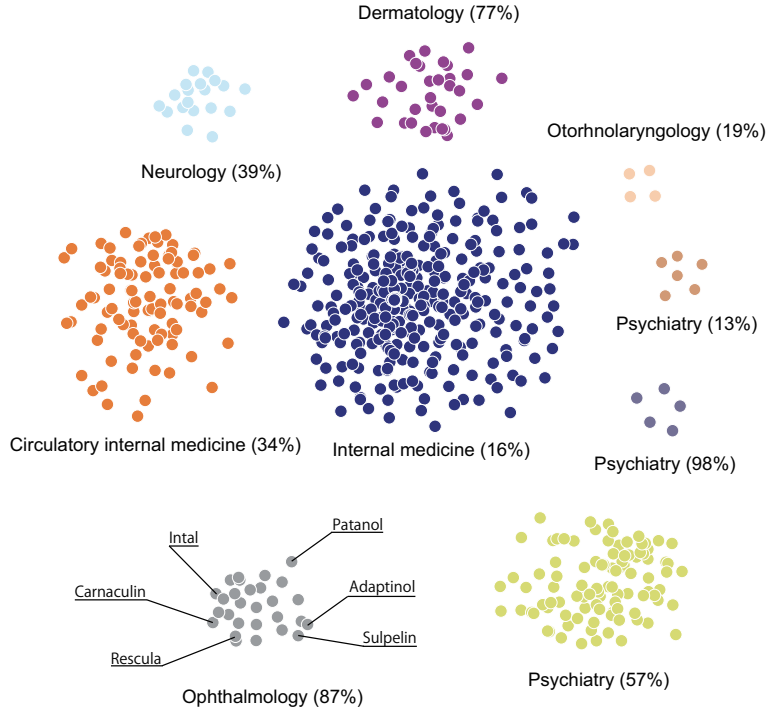 Dermatology (77%)
Otorhnolaryngology (19%)
Neurology (39%)
Psychiatry (13%)
Circulatory internal medicine (34%)
Internal medicine (16%)
Psychiatry (98%)
Patanol
Intal
Carnaculin
Adaptinol
Sulpelin
Rescula
Psychiatry (57%)
Ophthalmology (87%)